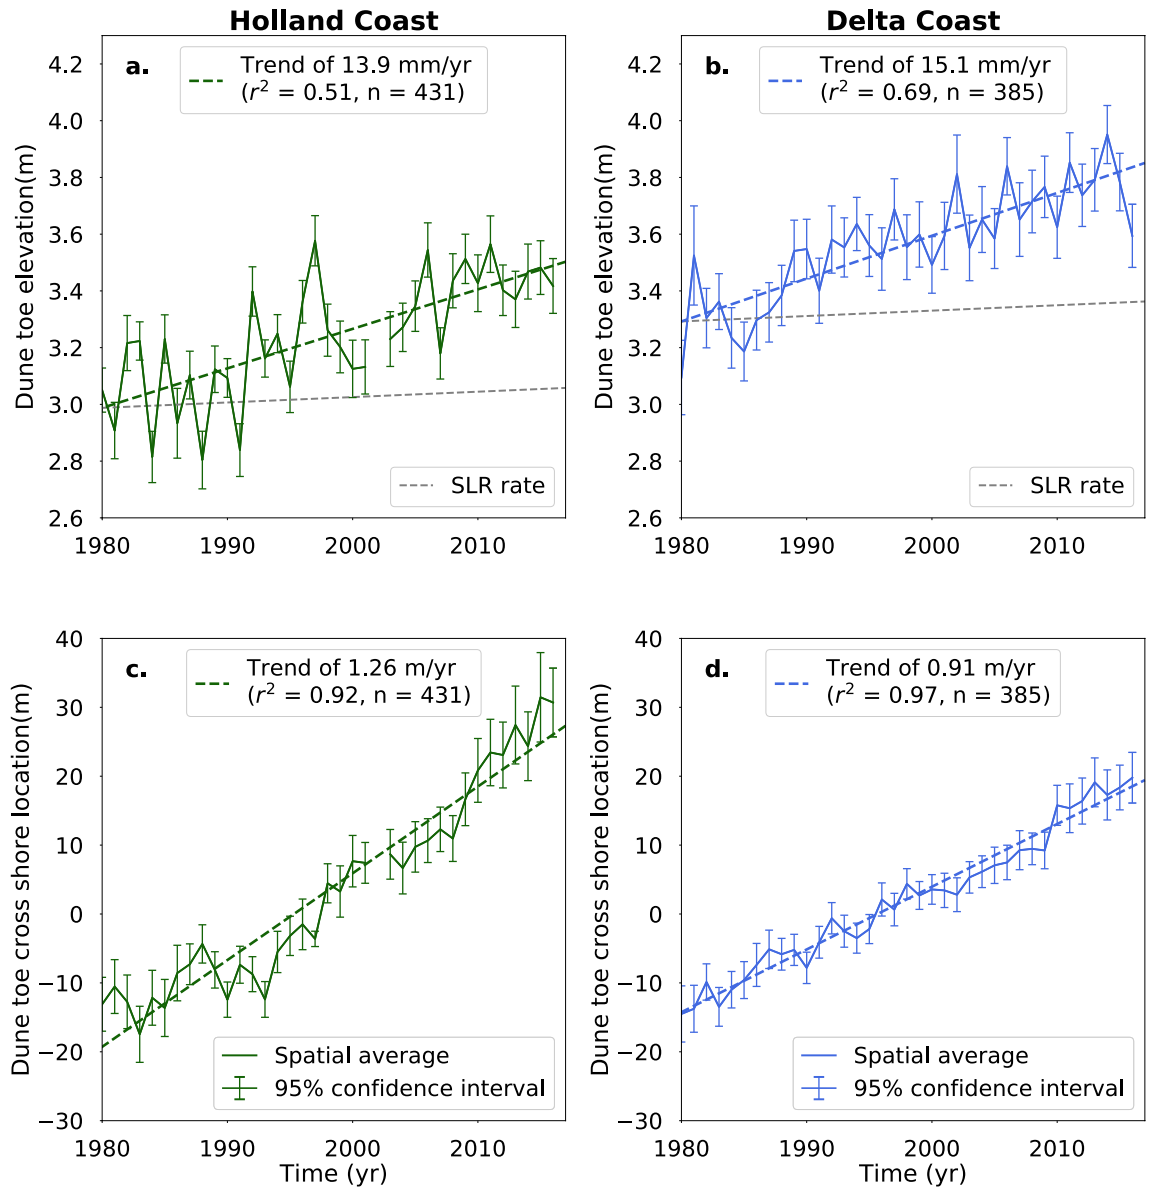 Holland Coast
Delta Coast
a.
Trend of 13.9 mm/yr
(r² = 0.51, n = 431)
Dune toe elevation(m)
4.2
4.0
3.8
3.6
3.4
3.2
3.0
2.8
2.6
SLR rate
1980 1990 2000 2010
b.
Trend of 15.1 mm/yr
(r² = 0.69, n = 385)
Dune toe elevation(m)
4.2
4.0
3.8
3.6
3.4
3.2
3.0
2.8
2.6
SLR rate
1980 1990 2000 2010
c.
Trend of 1.26 m/yr
(r² = 0.92, n = 431)
Dune toe cross shore location(m)
40
30
20
10
0
−10
−20
−30
Spatial average
95% confidence interval
1980 1990 2000 2010
Time (yr)
d.
Trend of 0.91 m/yr
(r² = 0.97, n = 385)
Dune toe cross shore location(m)
40
30
20
10
0
−10
−20
−30
Spatial average
95% confidence interval
1980 1990 2000 2010
Time (yr)